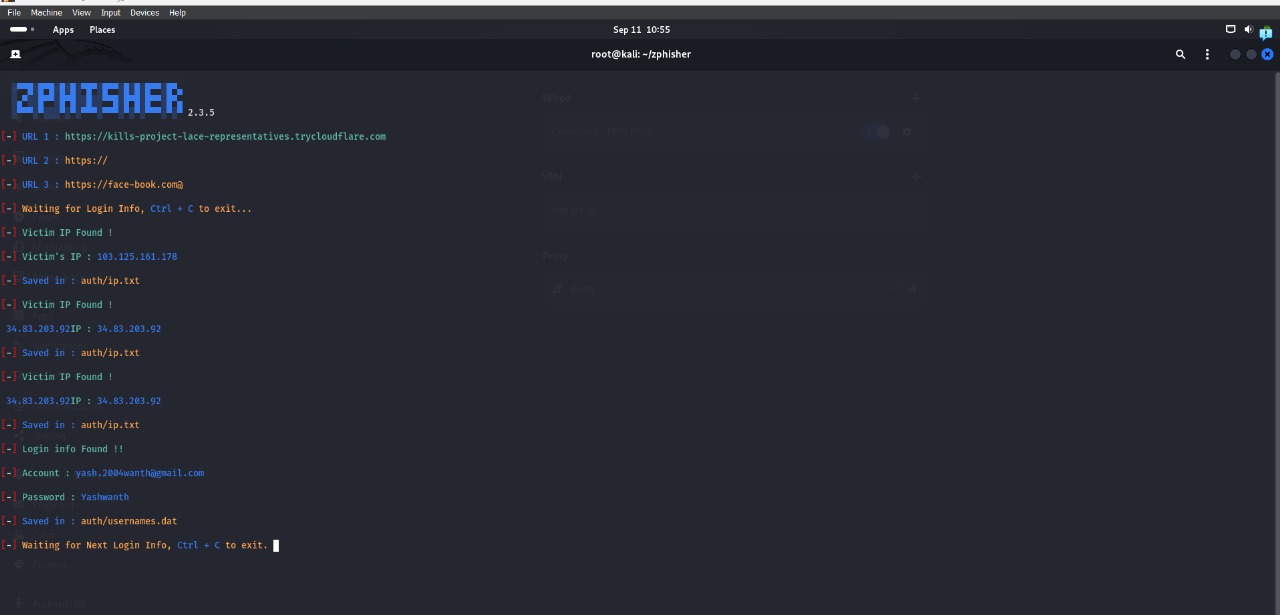 File Machine View Input Devices Help
Apps Places
Sep 11 10:55
root@kali: ~/zphisher
ZPHISHER 2.3.5
[-] URL 1 : https://kills-project-lace-representatives.trycloudflare.com
[-] URL 2 : https://
[-] URL 3 : https://face-book.com@
[-] Waiting for Login Info, Ctrl + C to exit...
[-] Victim IP Found !
[-] Victim's IP : 103.125.161.178
[-] Saved in : auth/ip.txt
[-] Victim IP Found !
34.83.203.92IP : 34.83.203.92
[-] Saved in : auth/ip.txt
[-] Victim IP Found !
34.83.203.92IP : 34.83.203.92
[-] Saved in : auth/ip.txt
[-] Login info Found !!
[-] Account : yash.2004wanth@gmail.com
[-] Password : Yashwanth
[-] Saved in : auth/usernames.dat
[-] Waiting for Next Login Info, Ctrl + C to exit.
Wired
VPN
Proxy